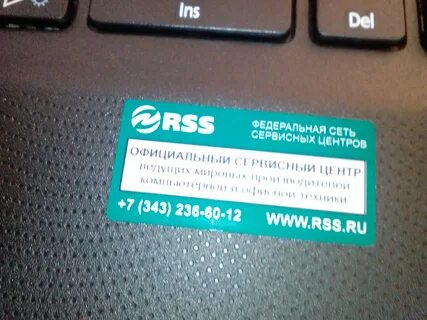 Ins
Del
RSS
ФЕДЕРАЛЬНАЯ СЕТЬ
СЕРВИСНЫХ ЦЕНТРОВ
ОФИЦИАЛЬНЫЙ СЕРВИСНЫЙ ЦЕНТР
ведущих мировых производителей
компьютерной и офисной техники
+7 (343) 236-60-12
WWW.RSS.RU